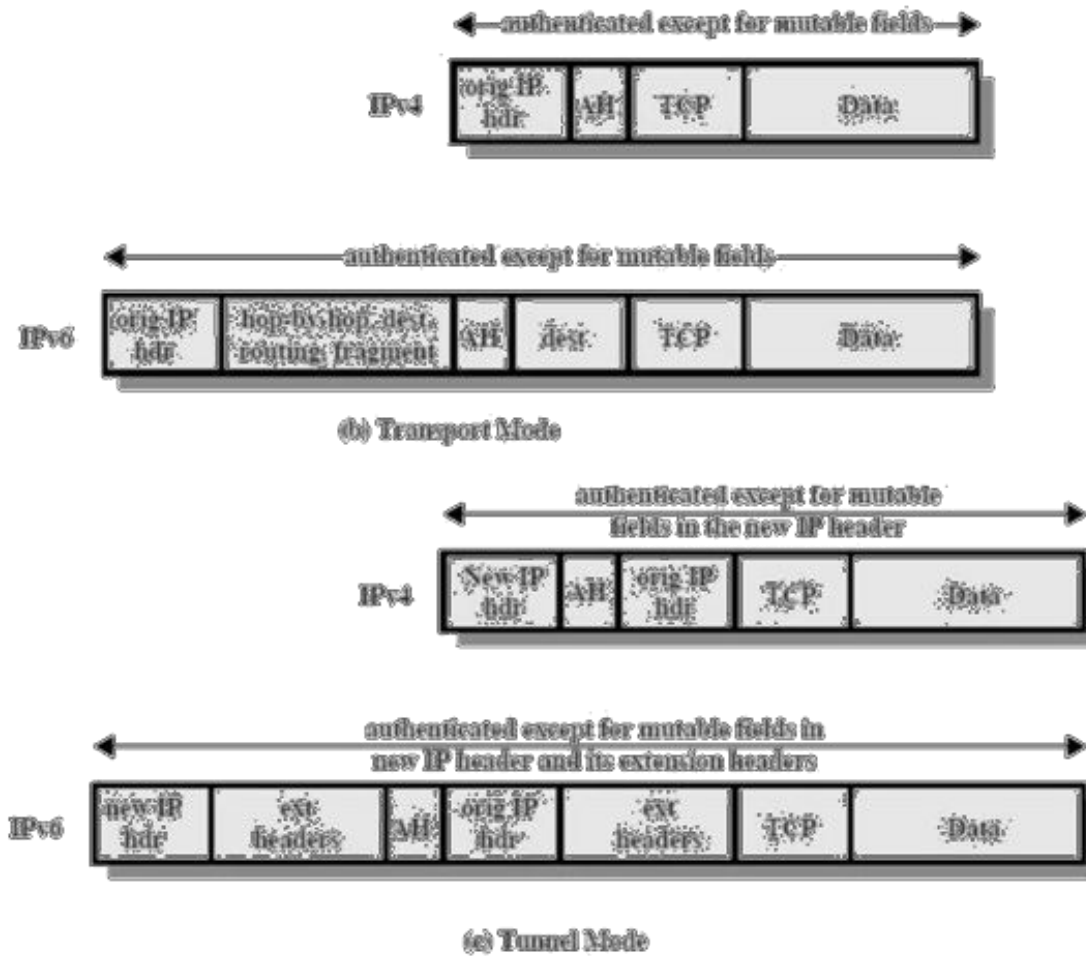 authenticated except for mutable fields
IPv4
orig IP
hdr
AH
TCP
Data
authenticated except for mutable fields
IPv6
orig IP
hdr
hop-by-hop, dest,
routing, fragment
AH
dest
TCP
Data
(b) Transport Mode
authenticated except for mutable
fields in the new IP header
IPv4
New IP
hdr
AH
orig IP
hdr
TCP
Data
authenticated except for mutable fields in
new IP header and its extension headers
IPv6
new IP
hdr
ext
headers
AH
orig IP
hdr
ext
headers
TCP
Data
(c) Tunnel Mode